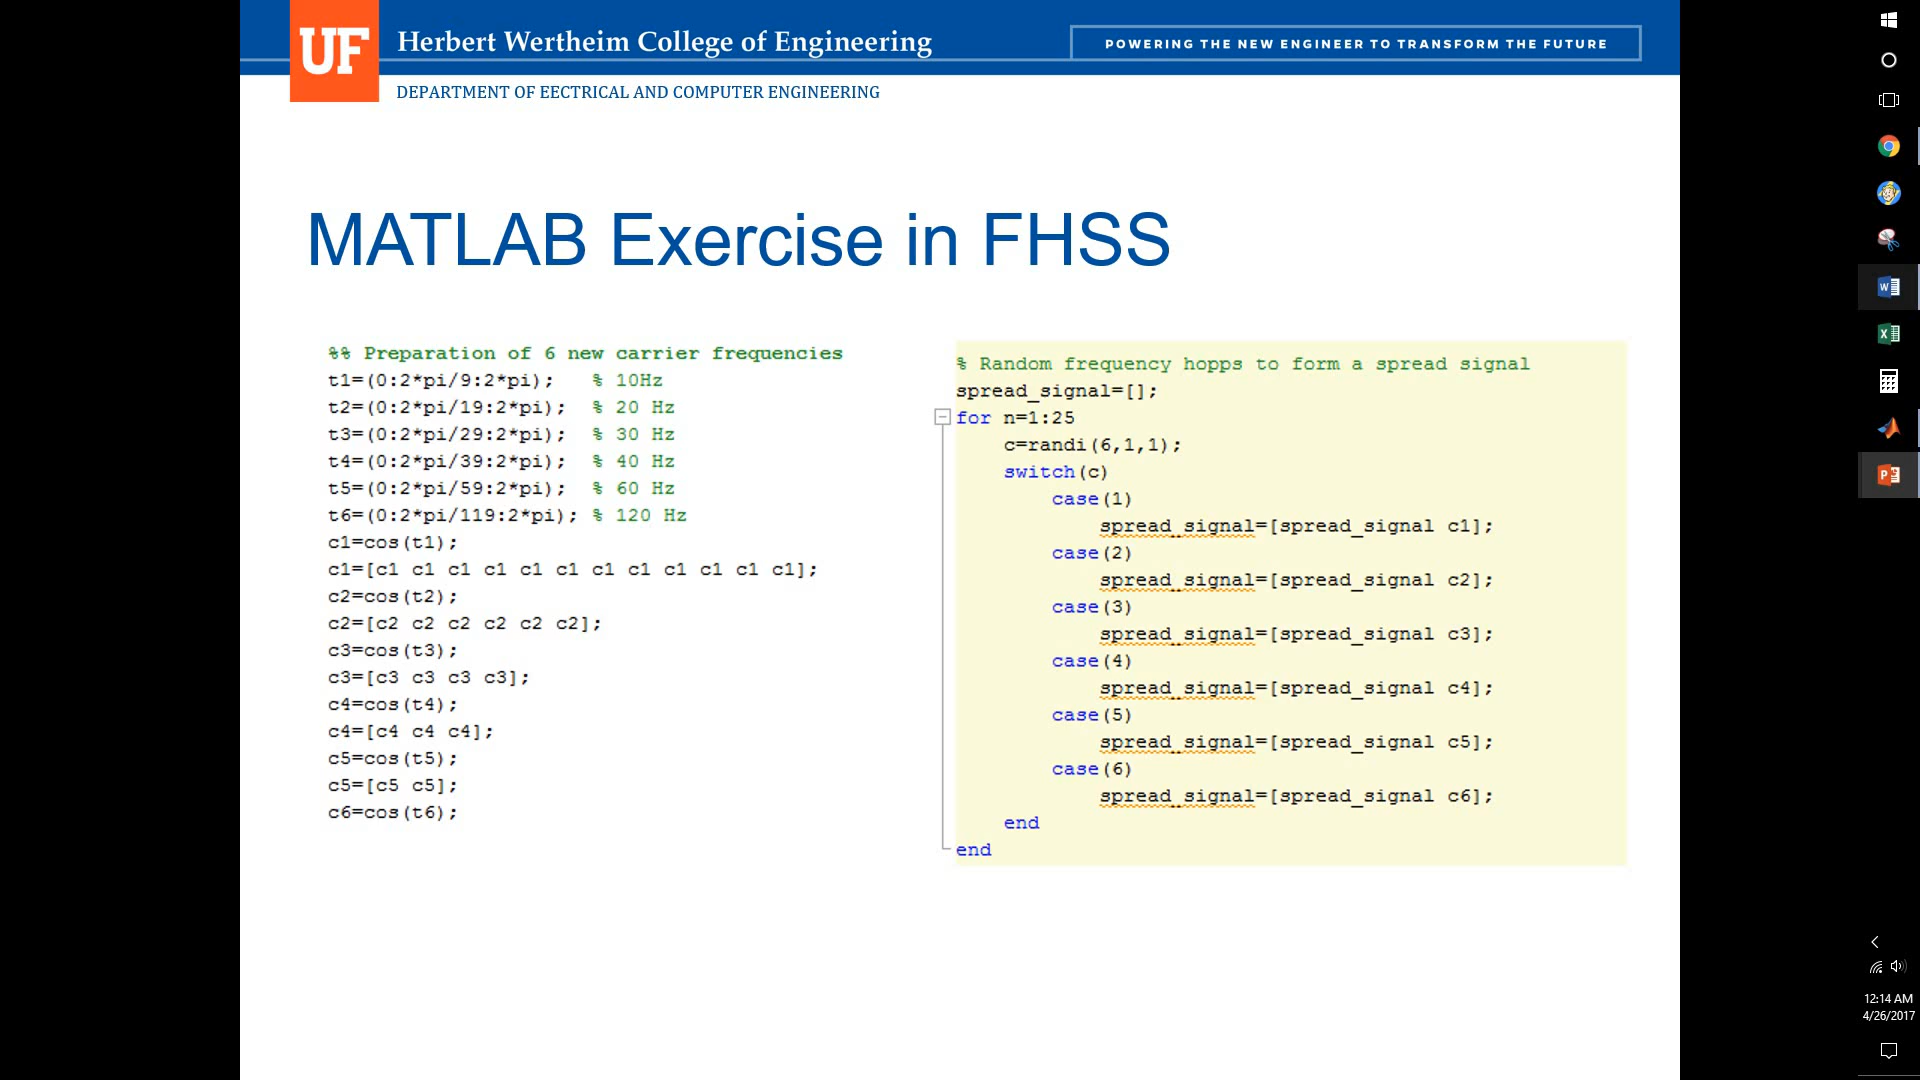 UF
Herbert Wertheim College of Engineering
POWERING THE NEW ENGINEER TO TRANSFORM THE FUTURE
DEPARTMENT OF EECTRICAL AND COMPUTER ENGINEERING
MATLAB Exercise in FHSS
%% Preparation of 6 new carrier frequencies
t1=(0:2*pi/9:2*pi);   % 10Hz
t2=(0:2*pi/19:2*pi);  % 20 Hz
t3=(0:2*pi/29:2*pi);  % 30 Hz
t4=(0:2*pi/39:2*pi);  % 40 Hz
t5=(0:2*pi/59:2*pi);  % 60 Hz
t6=(0:2*pi/119:2*pi); % 120 Hz
c1=cos(t1);
c1=[c1 c1 c1 c1 c1 c1 c1 c1 c1 c1 c1 c1];
c2=cos(t2);
c2=[c2 c2 c2 c2 c2 c2];
c3=cos(t3);
c3=[c3 c3 c3 c3];
c4=cos(t4);
c4=[c4 c4 c4];
c5=cos(t5);
c5=[c5 c5];
c6=cos(t6);
% Random frequency hopps to form a spread signal
spread_signal=[];
for n=1:25
    c=randi(6,1,1);
    switch(c)
        case(1)
            spread_signal=[spread_signal c1];
        case(2)
            spread_signal=[spread_signal c2];
        case(3)
            spread_signal=[spread_signal c3];
        case(4)
            spread_signal=[spread_signal c4];
        case(5)
            spread_signal=[spread_signal c5];
        case(6)
            spread_signal=[spread_signal c6];
    end
end
12:14 AM
4/26/2017